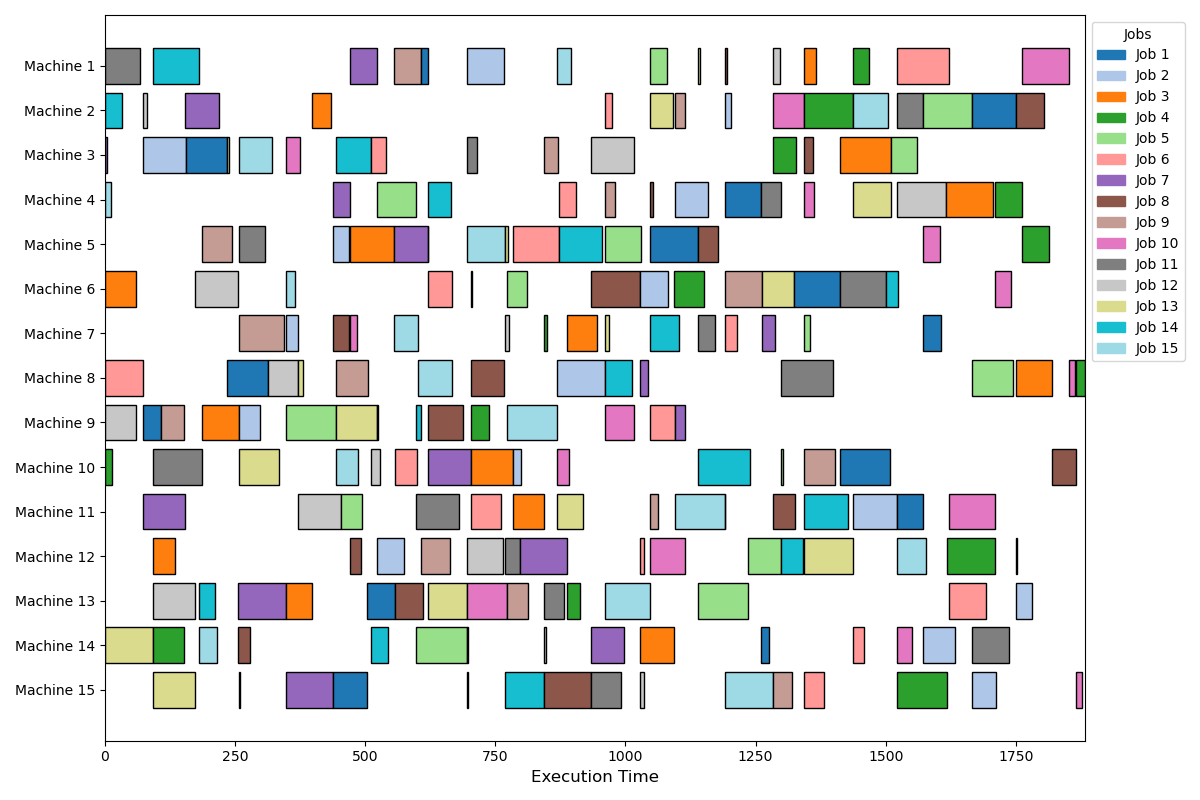 Machine 1
Machine 2
Machine 3
Machine 4
Machine 5
Machine 6
Machine 7
Machine 8
Machine 9
Machine 10
Machine 11
Machine 12
Machine 13
Machine 14
Machine 15
0 250 500 750 1000 1250 1500 1750
Execution Time
Jobs
Job 1
Job 2
Job 3
Job 4
Job 5
Job 6
Job 7
Job 8
Job 9
Job 10
Job 11
Job 12
Job 13
Job 14
Job 15